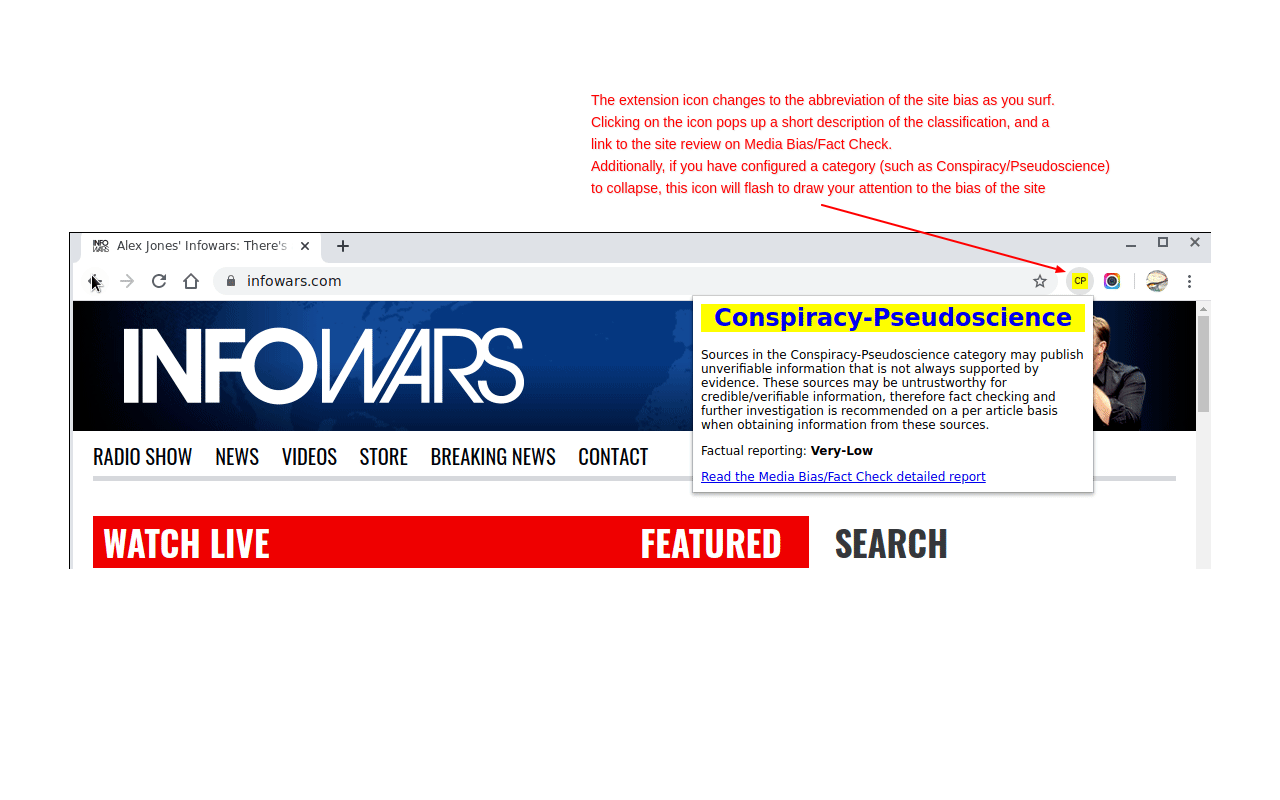 The extension icon changes to the abbreviation of the site bias as you surf.
Clicking on the icon pops up a short description of the classification, and a
link to the site review on Media Bias/Fact Check.
Additionally, if you have configured a category (such as Conspiracy/Pseudoscience)
to collapse, this icon will flash to draw your attention to the bias of the site
INFO
WARS
Alex Jones' Infowars: There's
infowars.com
CP
INFOWARS
Conspiracy-Pseudoscience
Sources in the Conspiracy-Pseudoscience category may publish
unverifiable information that is not always supported by
evidence. These sources may be untrustworthy for
credible/verifiable information, therefore fact checking and
further investigation is recommended on a per article basis
when obtaining information from these sources.
Factual reporting: Very-Low
Read the Media Bias/Fact Check detailed report
RADIO SHOW NEWS VIDEOS STORE BREAKING NEWS CONTACT
WATCH LIVE FEATURED SEARCH